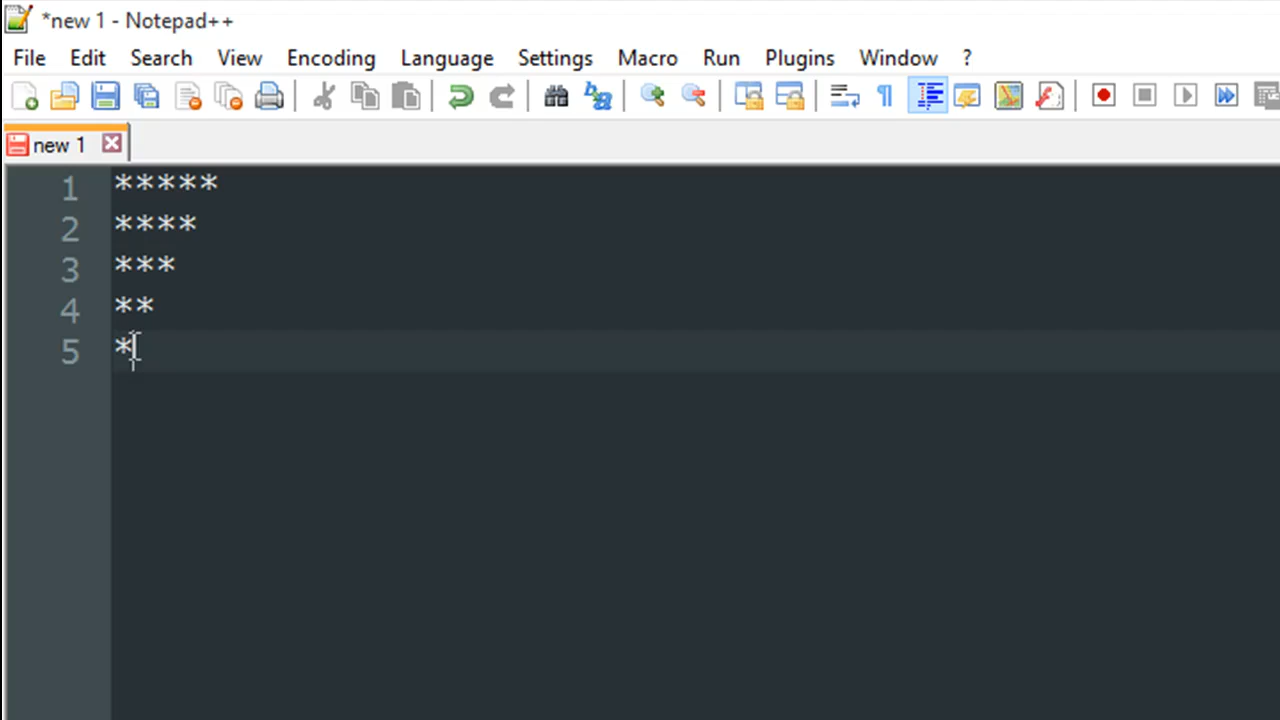 *new 1 - Notepad++
File Edit Search View Encoding Language Settings Macro Run Plugins Window ?
new 1
1 *****
2 ****
3 ***
4 **
5 *